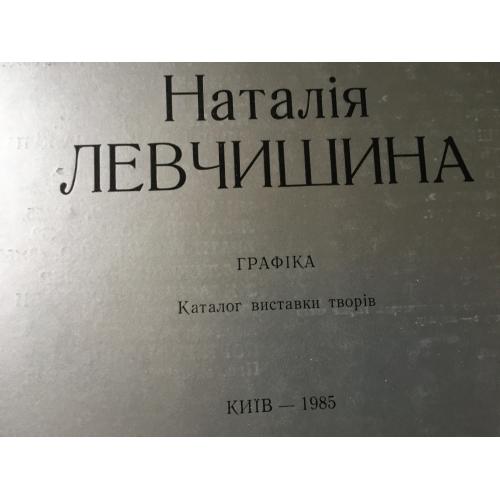 Наталія
ЛЕВЧИШИНА
ГРАФІКА
Каталог виставки творів
КИЇВ — 1985